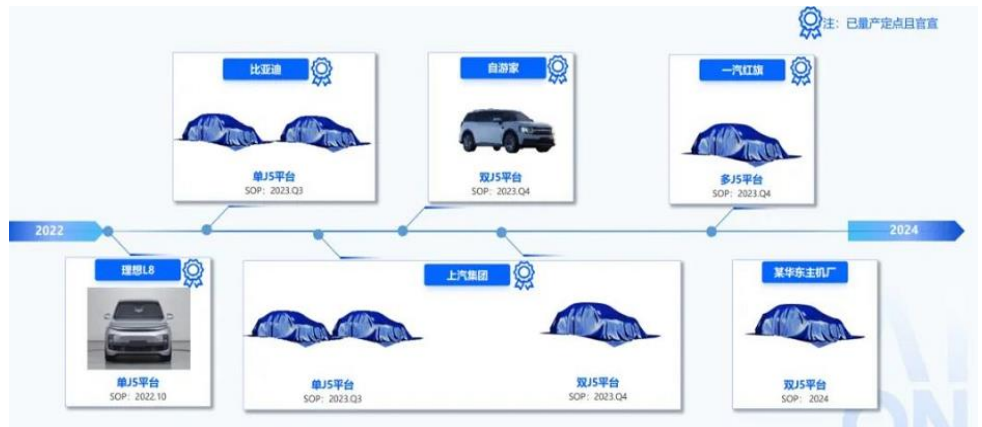 注：已量产定点且官宣
比亚迪
单J5平台
SOP：2023.Q3
自游家
双J5平台
SOP：2023.Q4
一汽红旗
多J5平台
SOP：2023.Q4
2022
2024
理想L8
单J5平台
SOP：2022.10
上汽集团
单J5平台
SOP：2023.Q3
双J5平台
SOP：2023.Q4
某华东主机厂
双J5平台
SOP：2024